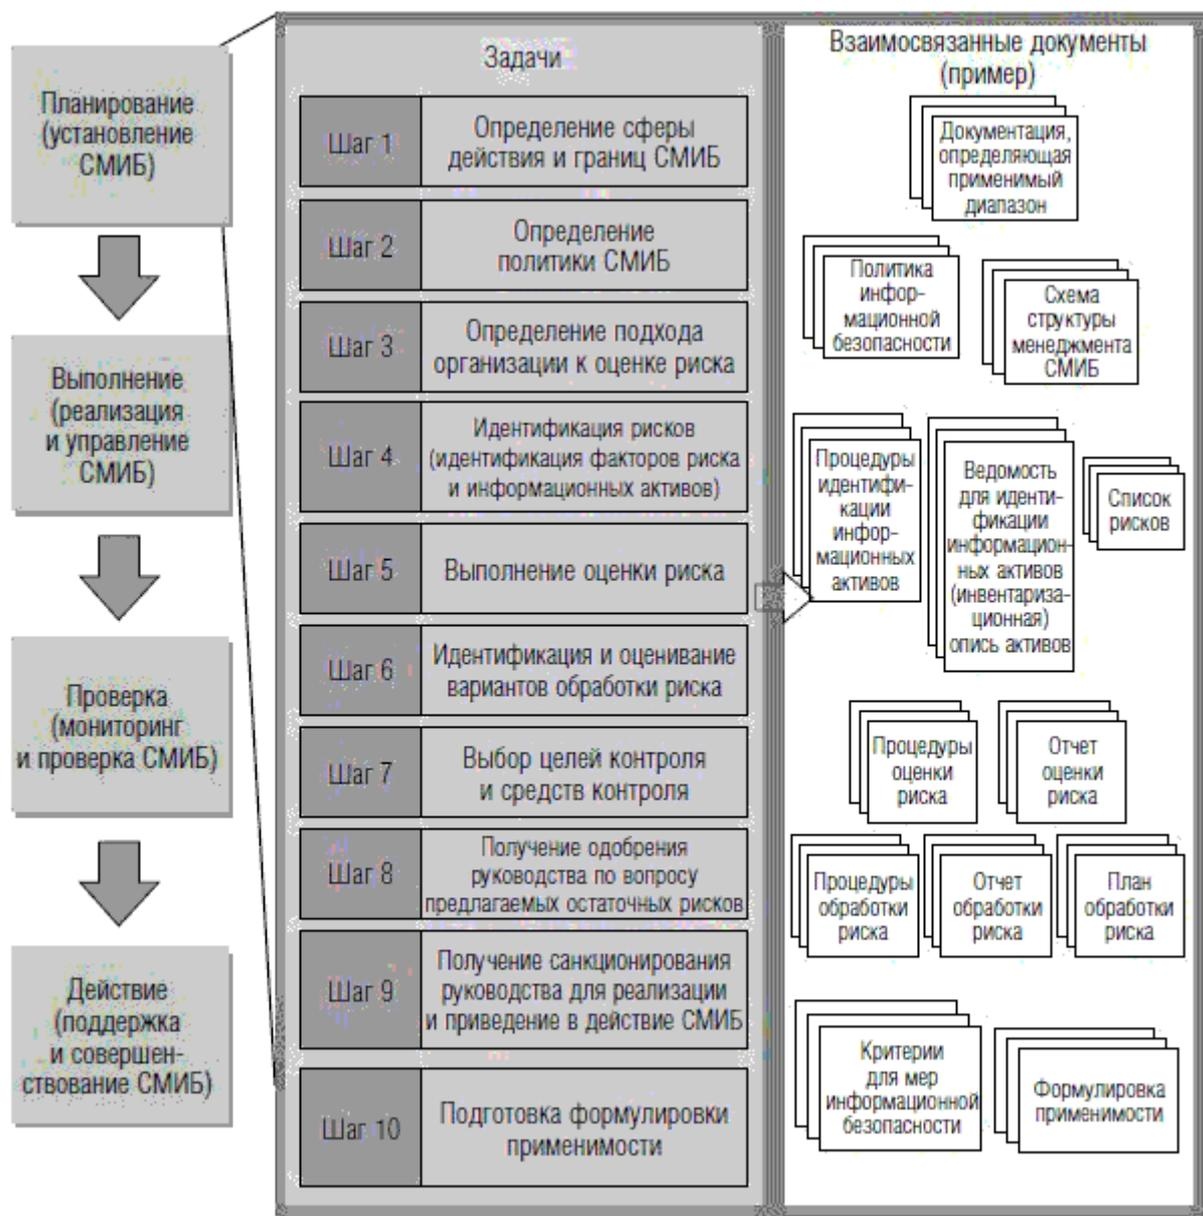 Планирование
(установление
СМИБ)
Выполнение
(реализация
и управление
СМИБ)
Проверка
(мониторинг
и проверка СМИБ)
Действие
(поддержка
и совершен-
ствование СМИБ)
Задачи
Шаг 1
Определение сферы
действия и границ СМИБ
Шаг 2
Определение
политики СМИБ
Шаг 3
Определение подхода
организации к оценке риска
Шаг 4
Идентификация рисков
(идентификация факторов риска
и информационных активов)
Шаг 5
Выполнение оценки риска
Шаг 6
Идентификация и оценивание
вариантов обработки риска
Шаг 7
Выбор целей контроля
и средств контроля
Шаг 8
Получение одобрения
руководства по вопросу
предлагаемых остаточных рисков
Шаг 9
Получение санкционирования
руководства для реализации
и приведение в действие СМИБ
Шаг 10
Подготовка формулировки
применимости
Взаимосвязанные документы
(пример)
Документация,
определяющая
применимый
диапазон
Политика
инфор-
мационной
безопасности
Схема
структуры
менеджмента
СМИБ
Процедуры
идентифи-
кации
инфор-
мационных
активов
Ведомость
для иденти-
фикации
информацион-
ных активов
(инвентариза-
ционная)
опись активов
Список
рисков
Процедуры
оценки
риска
Отчет
оценки
риска
Процедуры
обработки
риска
Отчет
обработки
риска
План
обработки
риска
Критерии
для мер
информационной
безопасности
Формулировка
применимости